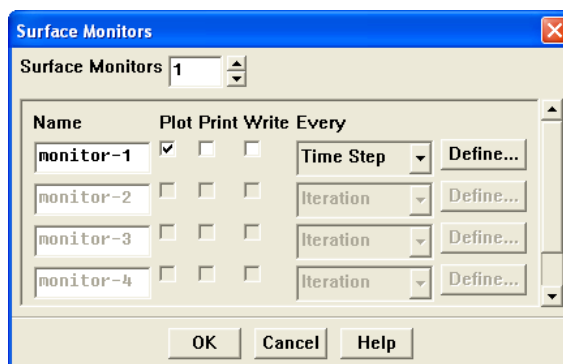 Surface Monitors
Surface Monitors 1
Name Plot Print Write Every
monitor-1 Time Step Define...
monitor-2 Iteration Define...
monitor-3 Iteration Define...
monitor-4 Iteration Define...
OK Cancel Help